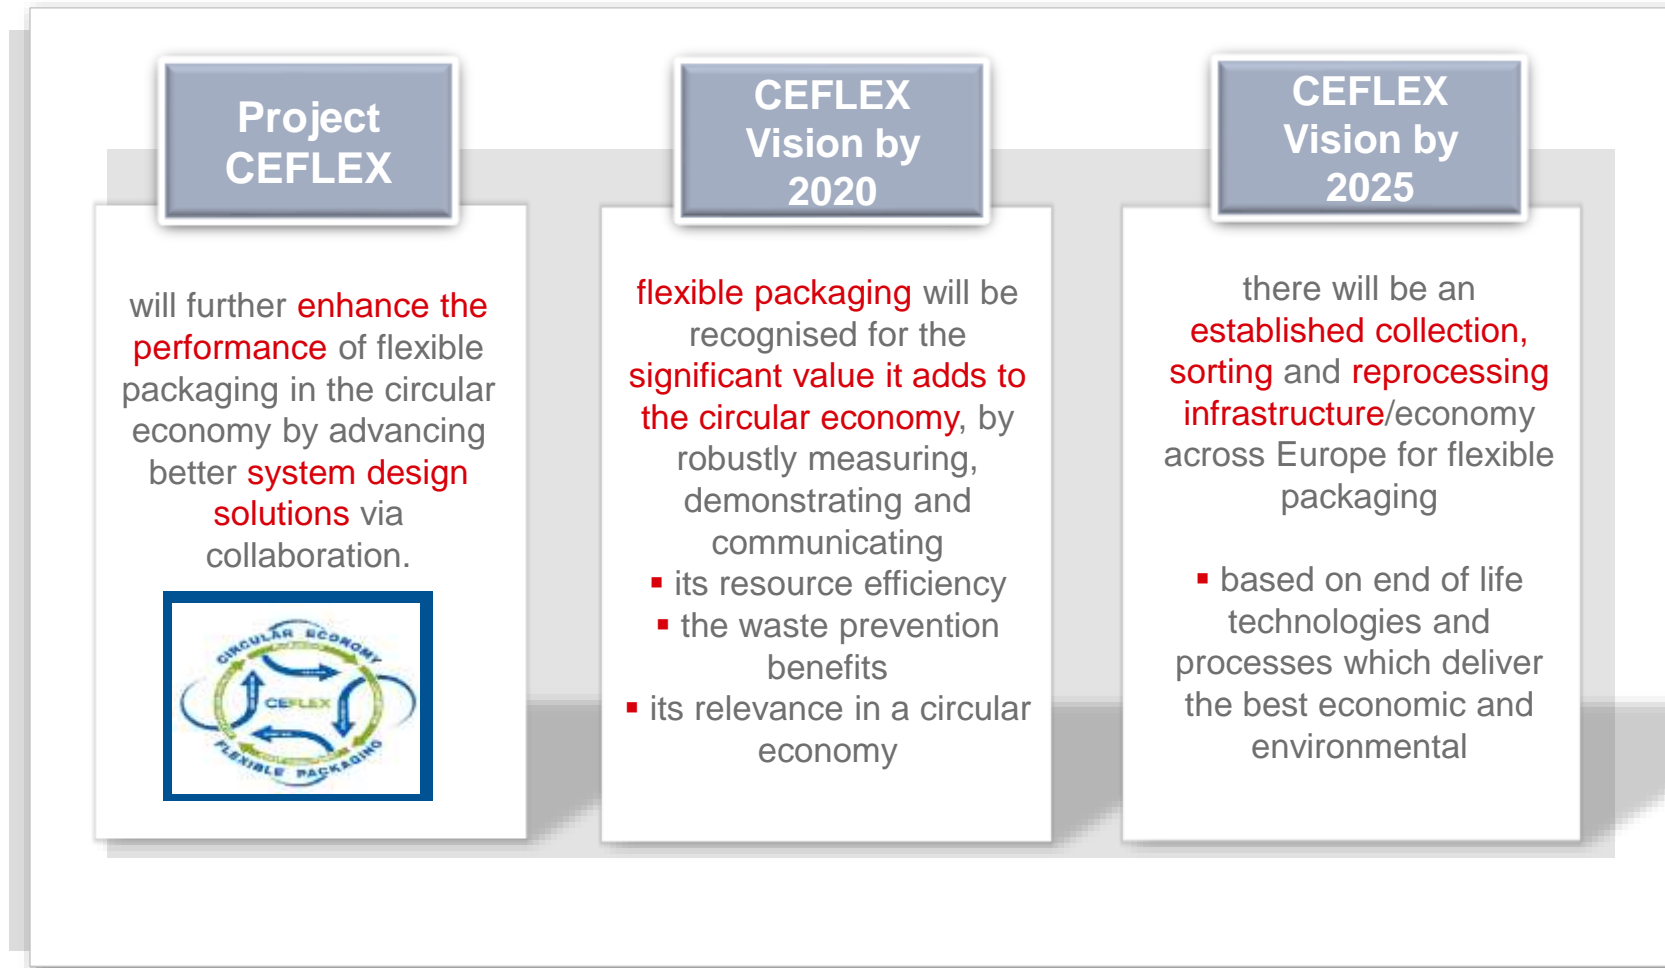 Project
CEFLEX
will further enhance the
performance of flexible
packaging in the circular
economy by advancing
better system design
solutions via
collaboration.
CIRCULAR ECONOMY
CEFLEX
FLEXIBLE PACKAGING
CEFLEX
Vision by
2020
flexible packaging will be
recognised for the
significant value it adds to
the circular economy, by
robustly measuring,
demonstrating and
communicating
▪ its resource efficiency
▪ the waste prevention
benefits
▪ its relevance in a circular
economy
CEFLEX
Vision by
2025
there will be an
established collection,
sorting and reprocessing
infrastructure/economy
across Europe for flexible
packaging
▪ based on end of life
technologies and
processes which deliver
the best economic and
environmental